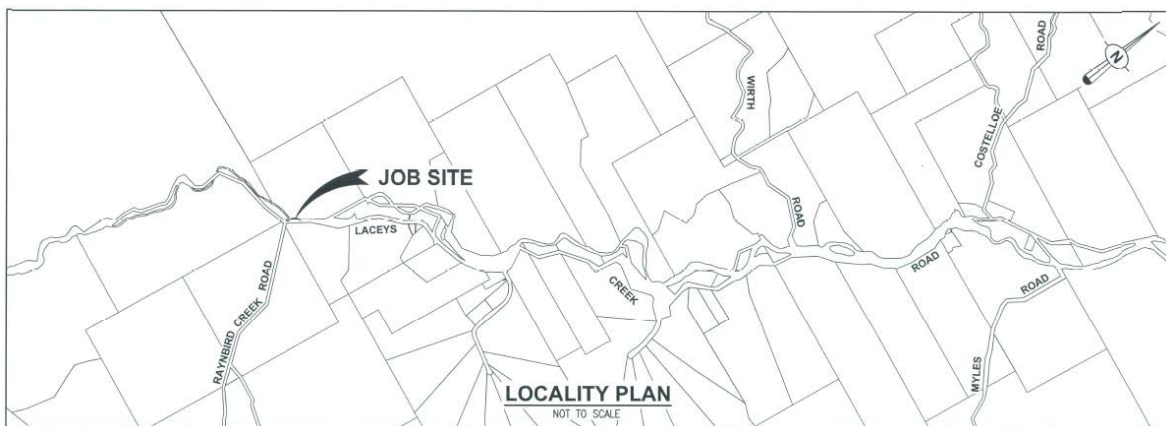 WIRTH
ROAD
COSTELLOE
ROAD
N
JOB SITE
LACEYS
CREEK
ROAD
RAYNBIRD CREEK ROAD
MYLES
ROAD
LOCALITY PLAN
NOT TO SCALE